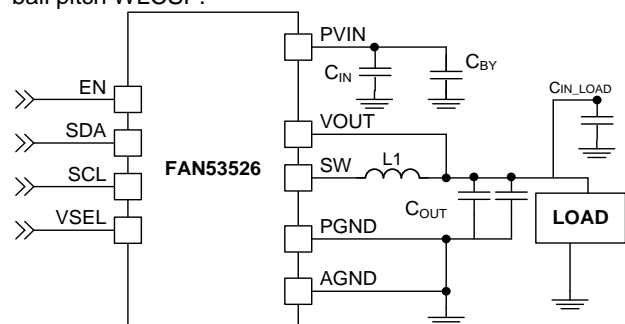 ball pitch WLCSP.
PVIN
CIN
CBY
CIN_LOAD
EN
VOUT
SDA
FAN53526
SW
L1
SCL
COUT
LOAD
VSEL
PGND
AGND